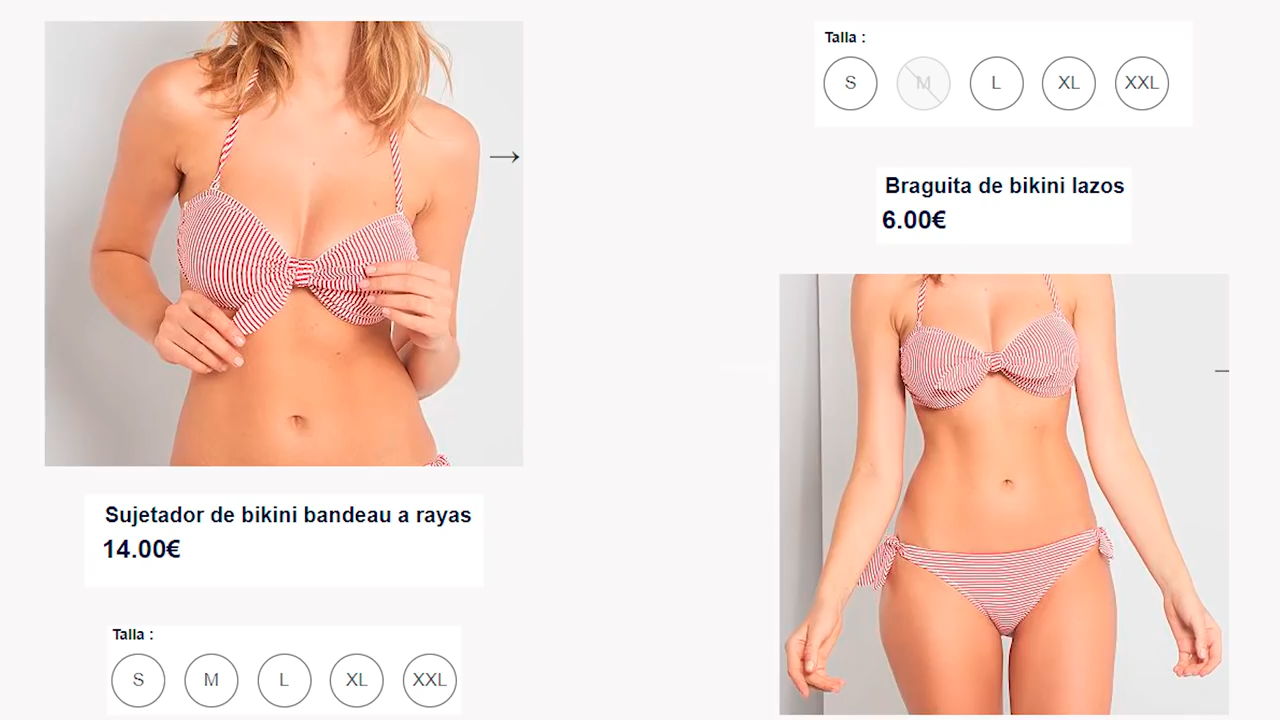 Sujetador de bikini bandeau a rayas
14.00€
Talla :
S M L XL XXL
Talla :
S M L XL XXL
Braguita de bikini lazos
6.00€